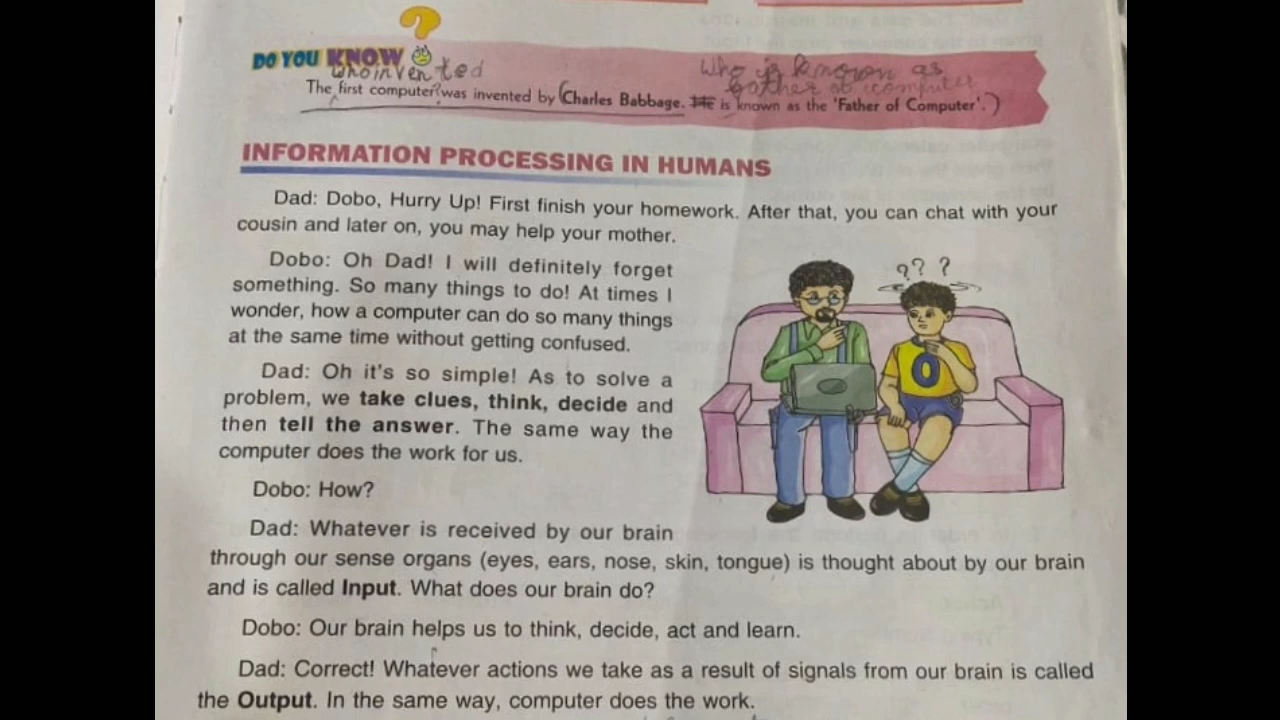 ?
DO YOU KNOW
who invented
Who is known as
father of computer
The first computer? was invented by (Charles Babbage. He is known as the 'Father of Computer'.)
INFORMATION PROCESSING IN HUMANS
Dad: Dobo, Hurry Up! First finish your homework. After that, you can chat with your
cousin and later on, you may help your mother.
Dobo: Oh Dad! I will definitely forget
something. So many things to do! At times I
wonder, how a computer can do so many things
at the same time without getting confused.
?? ?
O
Dad: Oh it's so simple! As to solve a
problem, we take clues, think, decide and
then tell the answer. The same way the
computer does the work for us.
Dobo: How?
Dad: Whatever is received by our brain
through our sense organs (eyes, ears, nose, skin, tongue) is thought about by our brain
and is called Input. What does our brain do?
Dobo: Our brain helps us to think, decide, act and learn.
Dad: Correct! Whatever actions we take as a result of signals from our brain is called
the Output. In the same way, computer does the work.